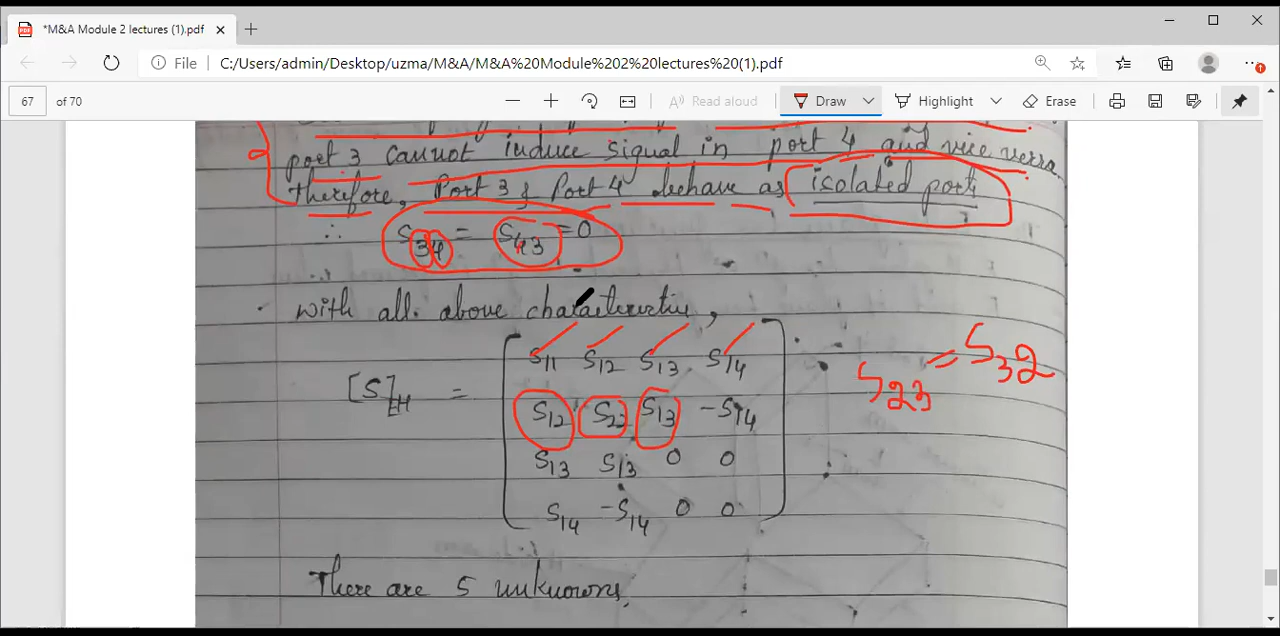 *M&A Module 2 lectures (1).pdf
File C:/Users/admin/Desktop/uzma/M&A/M&A%20Module%202%20lectures%20(1).pdf
67 of 70 Read aloud Draw Highlight Erase
port 3 cannot induce signal in port 4 and vice versa
therefore, Port 3 & Port 4 behave as isolated port
∴ S34 = S43 = 0
with all above characteristics,
[S]4 = S11 S12 S13 S14
S12 S22 S13 -S14
S13 S13 0 0
S14 -S14 0 0
S23 = S32
There are 5 unknowns.